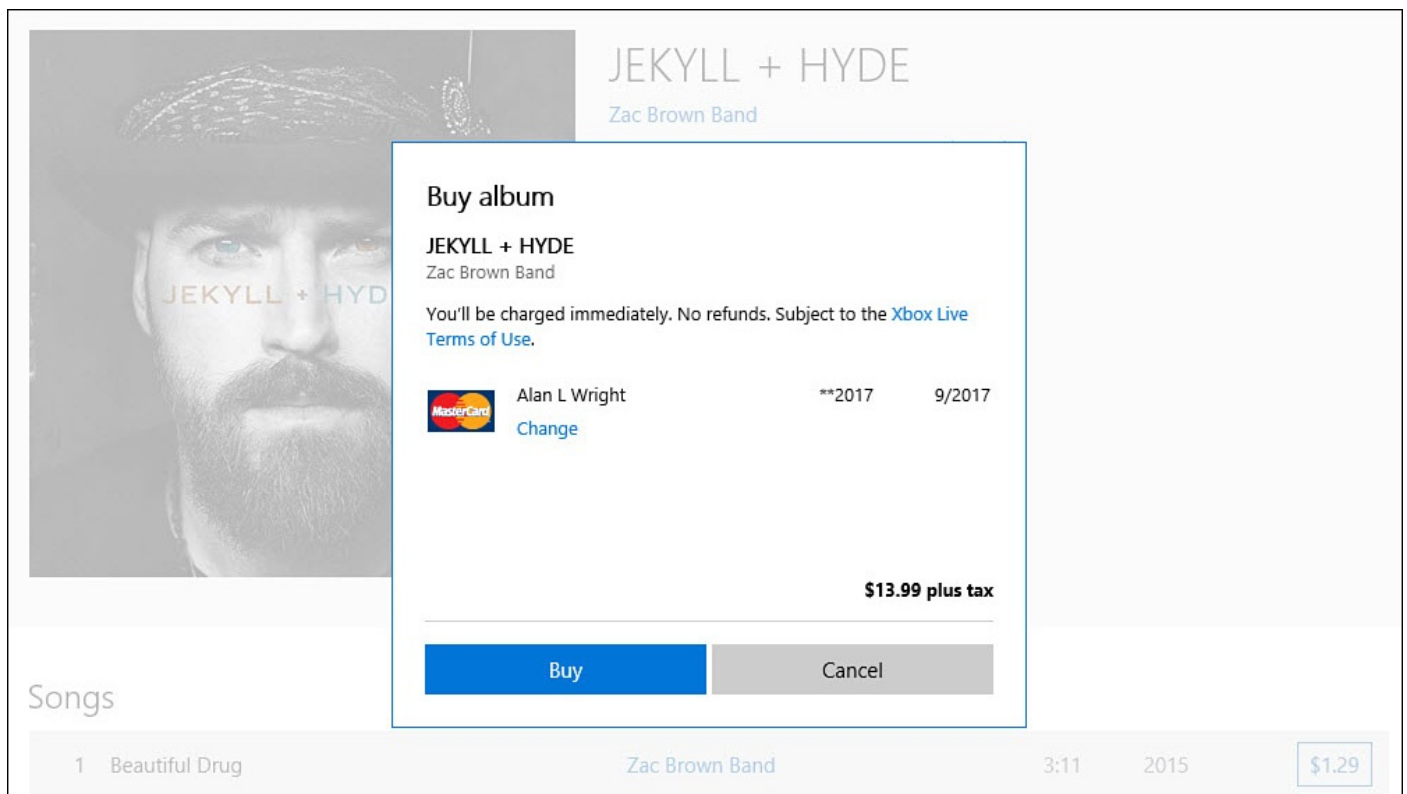 JEKYLL + HYDE
Zac Brown Band
JEKYLL + HYD
Buy album
JEKYLL + HYDE
Zac Brown Band
You'll be charged immediately. No refunds. Subject to the Xbox Live
Terms of Use.
MasterCard
Alan L Wright **2017 9/2017
Change
$13.99 plus tax
Buy Cancel
Songs
1 Beautiful Drug Zac Brown Band 3:11 2015 $1.29